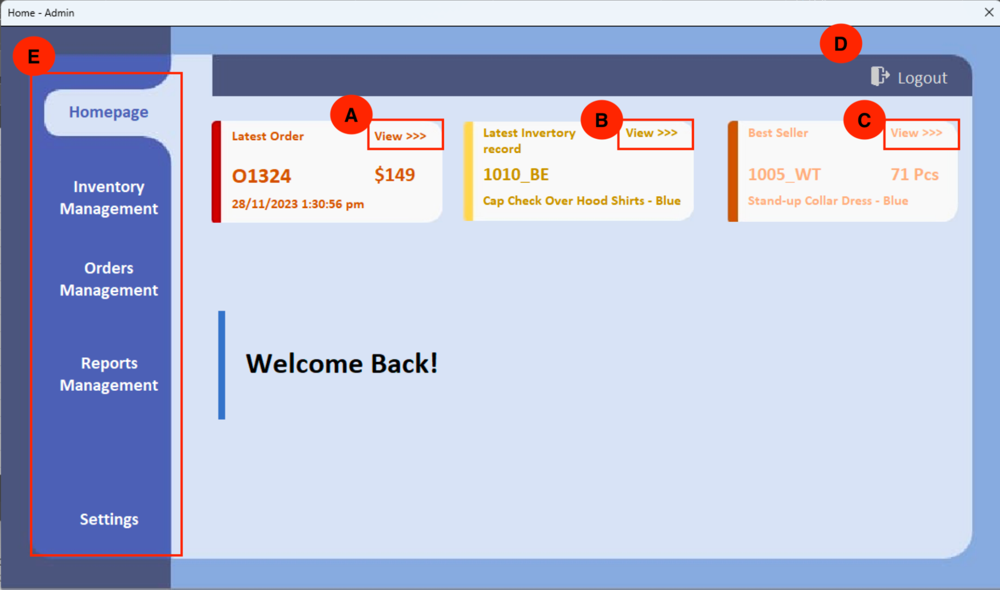 Home - Admin
E
D
Logout
Homepage
Inventory
Management
Orders
Management
Reports
Management
Settings
A
Latest Order
View >>>
O1324
$149
28/11/2023 1:30:56 pm
B
Latest Invertory
record
View >>>
1010_BE
Cap Check Over Hood Shirts - Blue
C
Best Seller
View >>>
1005_WT
71 Pcs
Stand-up Collar Dress - Blue
Welcome Back!